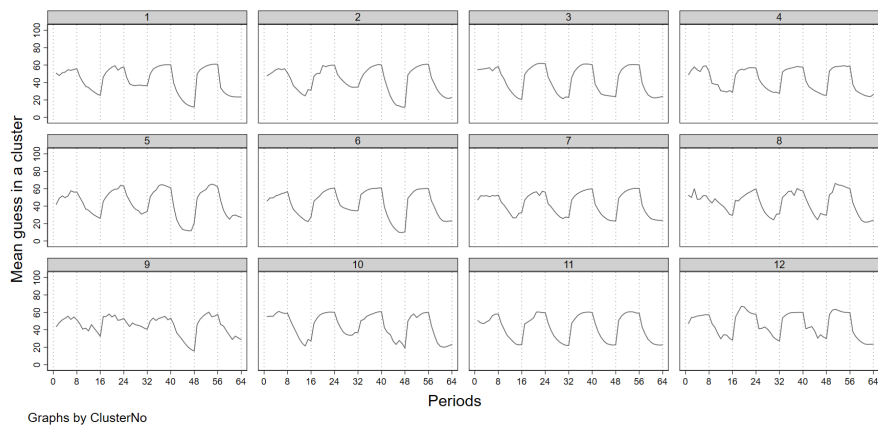 1 2 3 4
0 20 40 60 80 100
5 6 7 8
0 20 40 60 80 100
9 10 11 12
0 20 40 60 80 100
0 8 16 24 32 40 48 56 64 0 8 16 24 32 40 48 56 64 0 8 16 24 32 40 48 56 64 0 8 16 24 32 40 48 56 64
Mean guess in a cluster
Periods
Graphs by ClusterNo